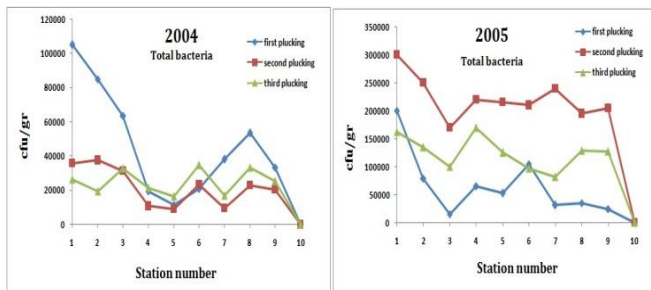 2004
Total bacteria
first plucking
second plucking
third plucking
120000
100000
80000
60000
40000
20000
0
cfu/gr
1 2 3 4 5 6 7 8 9 10
Station number
2005
Total bacteria
first plucking
second plucking
third plucking
350000
300000
250000
200000
150000
100000
50000
0
cfu/gr
1 2 3 4 5 6 7 8 9 10
Station number